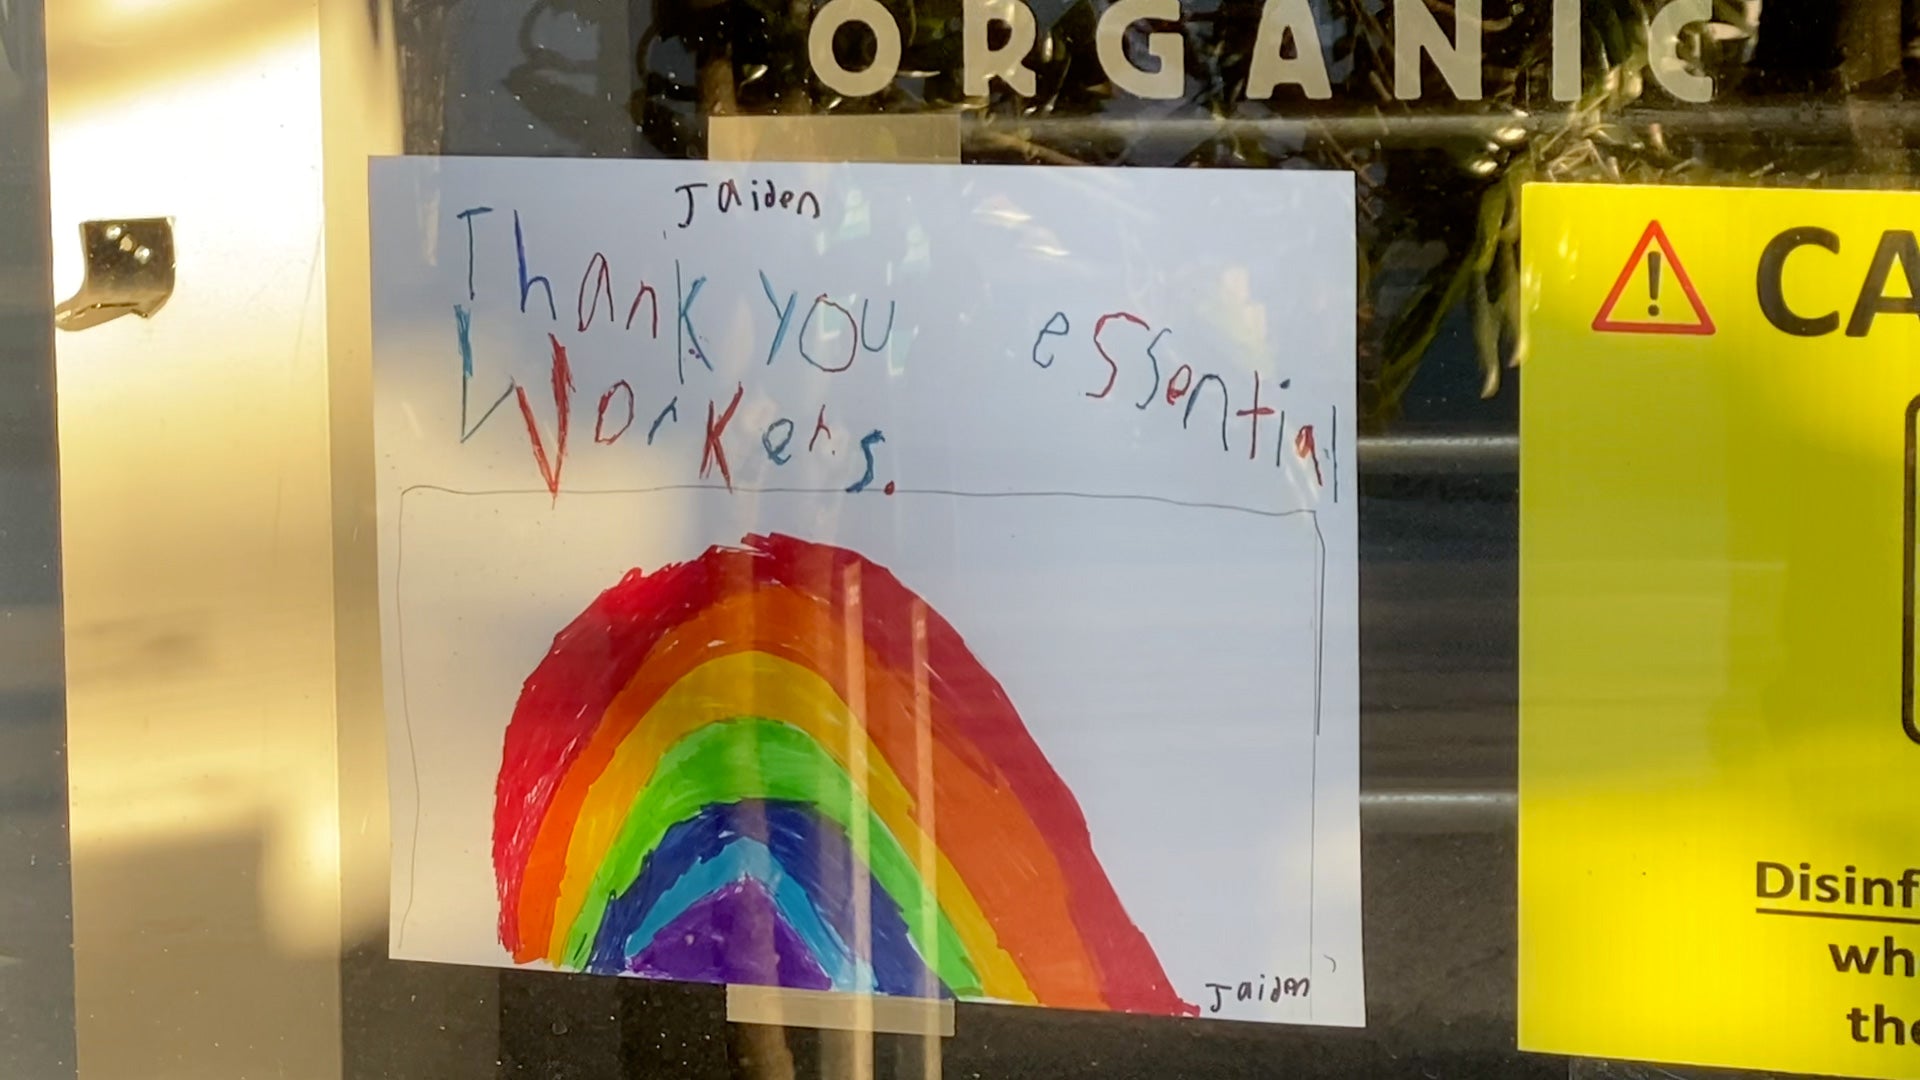 ORGANIC
Jaiden
Thank you essential
Workers.
Jaiden
CA
Disinf
wh
the